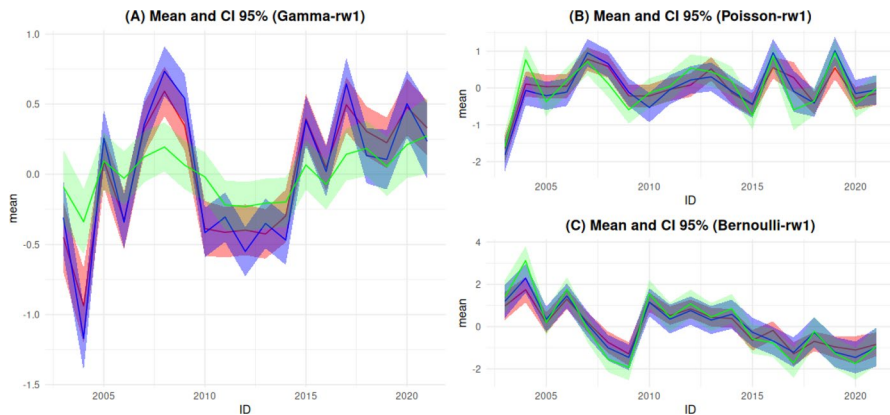 (A) Mean and CI 95% (Gamma-rw1)
1.0
0.5
0.0
-0.5
-1.0
-1.5
mean
2005
2010
2015
2020
ID
(B) Mean and CI 95% (Poisson-rw1)
1
0
-1
-2
mean
2005
2010
2015
2020
ID
(C) Mean and CI 95% (Bernoulli-rw1)
4
2
0
-2
mean
2005
2010
2015
2020
ID